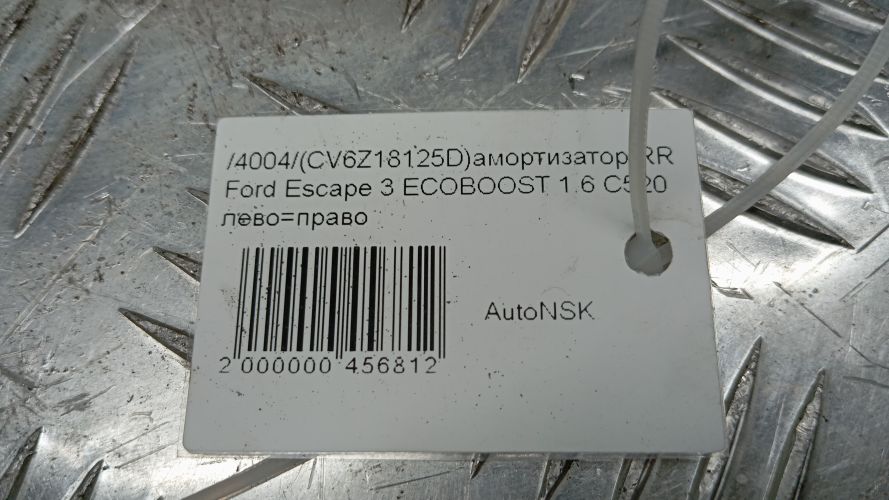 /4004/(CV6Z18125D)амортизатор RR
Ford Escape 3 ECOBOOST 1.6 C520
лево=право
AutoNSK
2 000000 456812